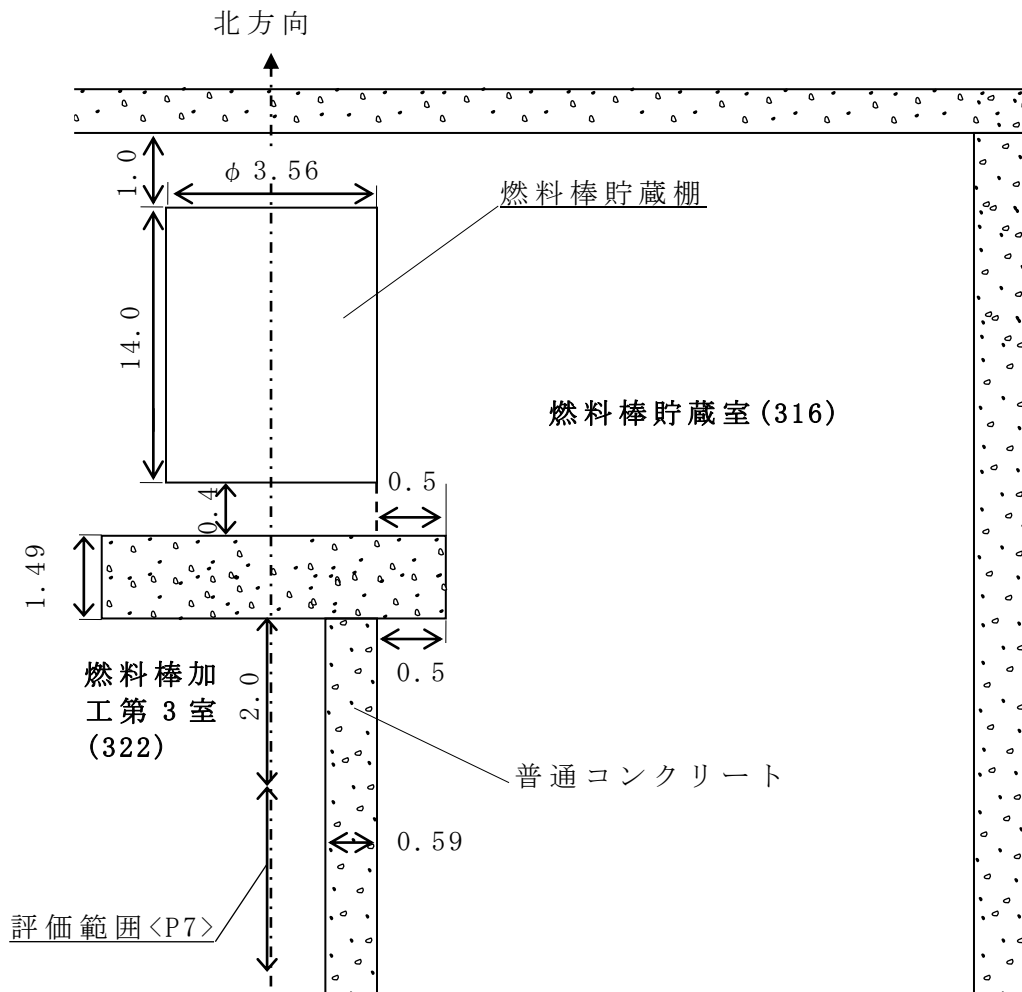 北方向
1.0
φ 3.56
燃料棒貯蔵棚
14.0
燃料棒貯蔵室(316)
0.4
0.5
1.49
0.5
燃料棒加
工第3室
(322)
2.0
普通コンクリート
0.59
評価範囲<P7>